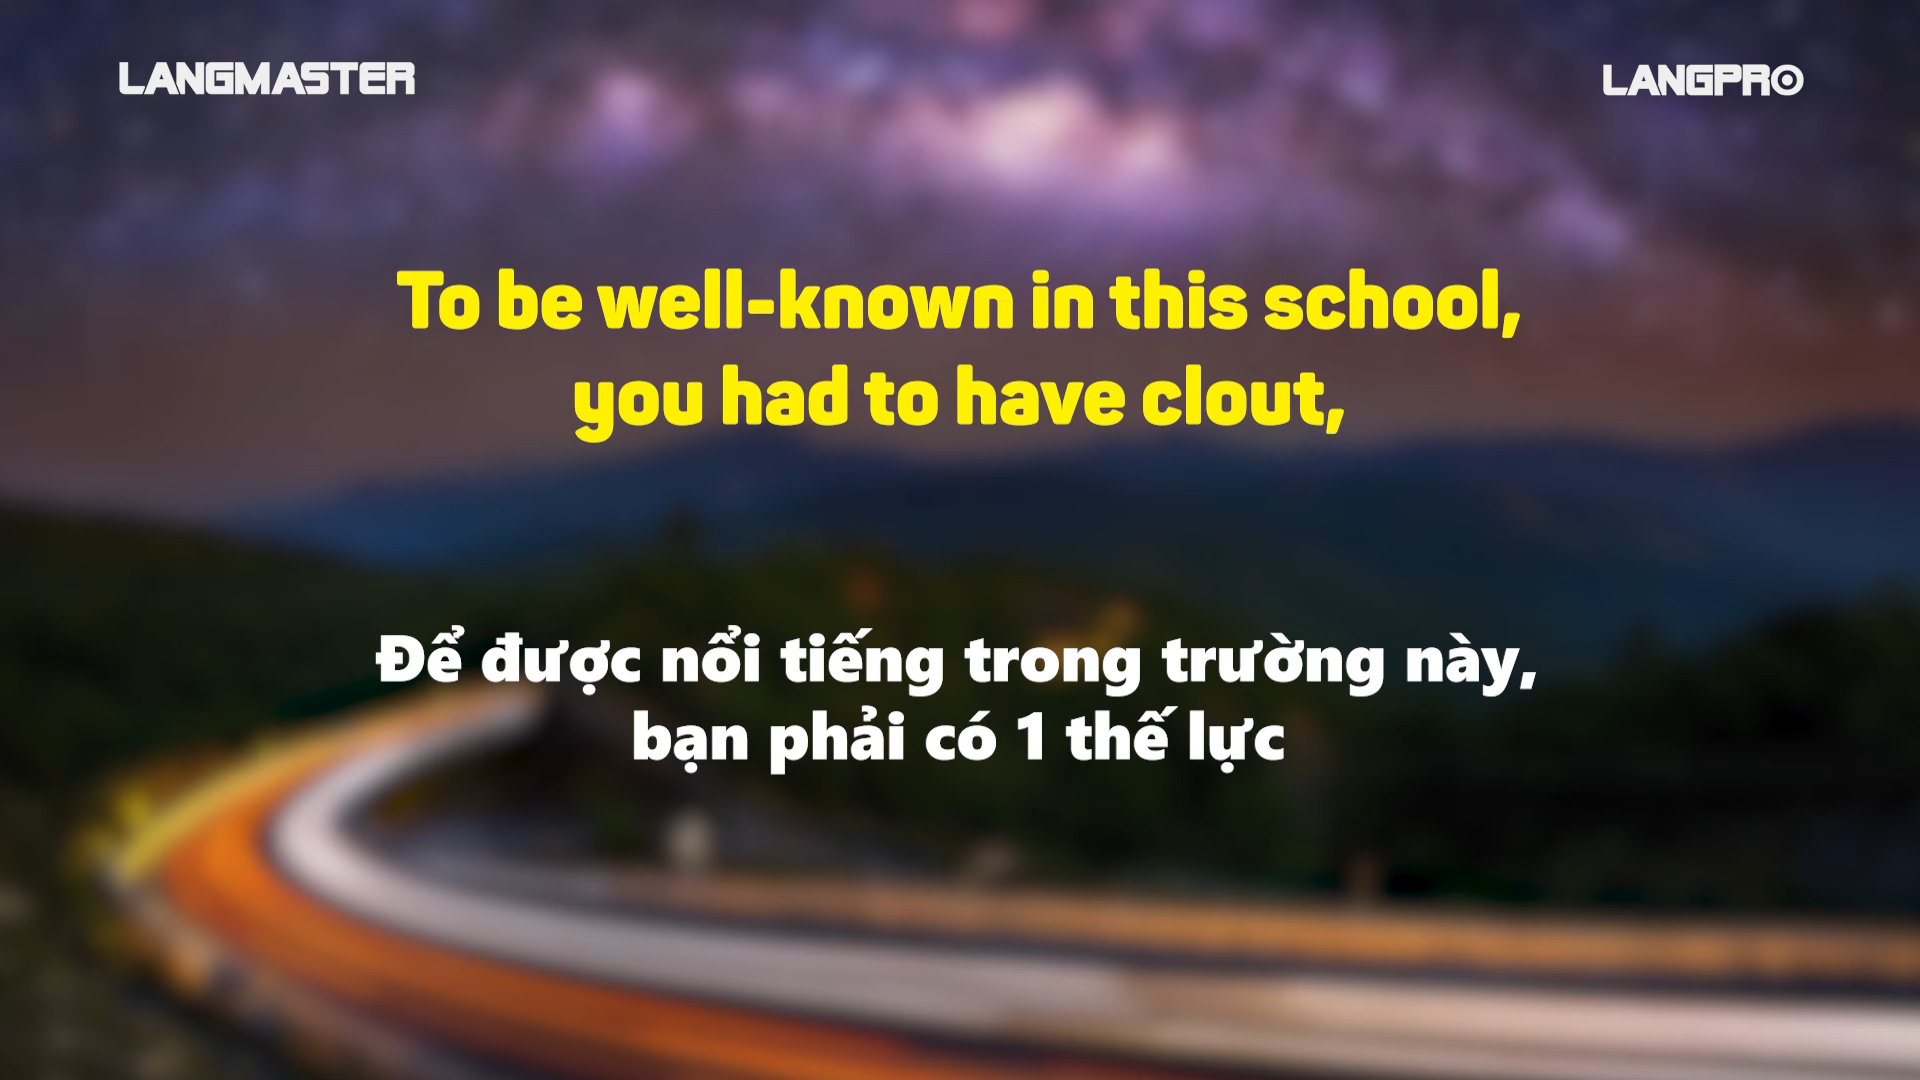 LANGMASTER
LANGPRO
To be well-known in this school,
you had to have clout,
Để được nổi tiếng trong trường này,
bạn phải có 1 thế lực